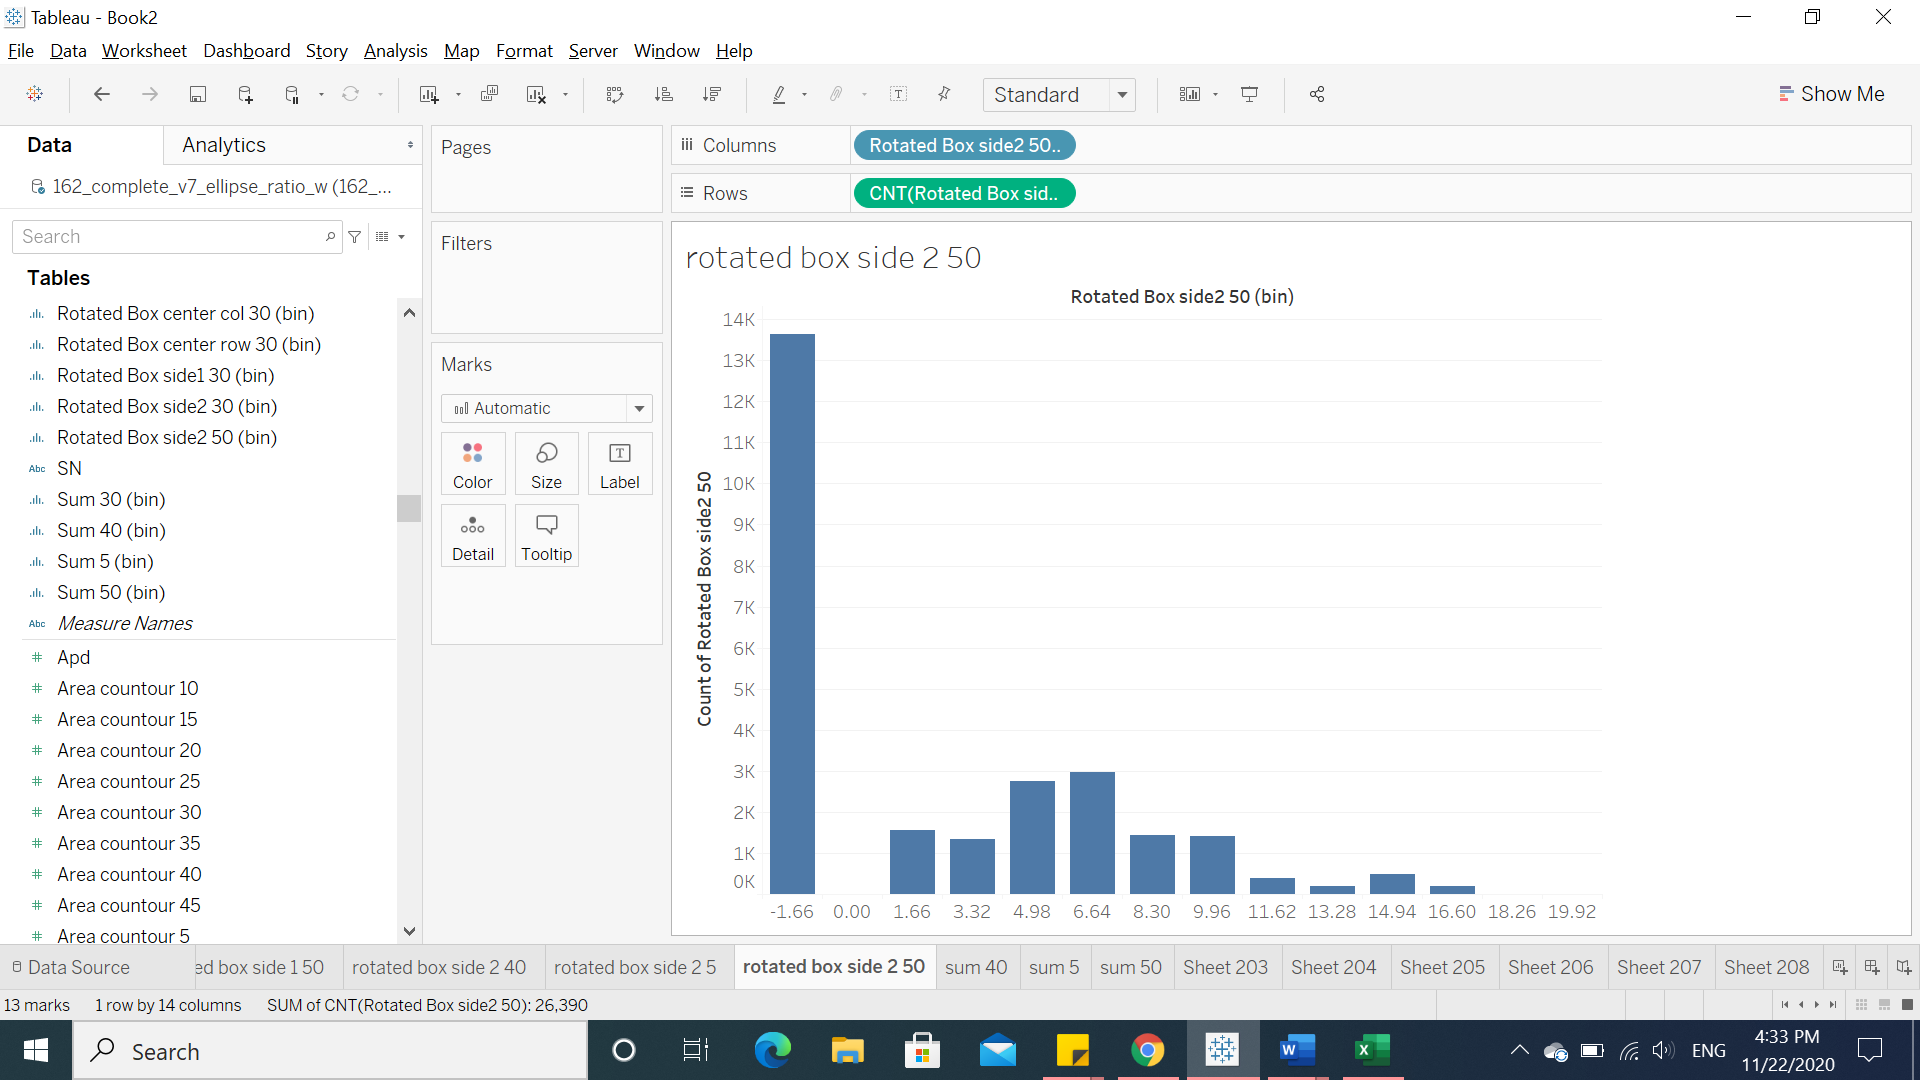 Tableau - Book2
File Data Worksheet Dashboard Story Analysis Map Format Server Window Help
Standard
Show Me
Data
Analytics
162_complete_v7_ellipse_ratio_w (162_...
Search
Tables
Rotated Box center col 30 (bin)
Rotated Box center row 30 (bin)
Rotated Box side1 30 (bin)
Rotated Box side2 30 (bin)
Rotated Box side2 50 (bin)
Abc SN
Sum 30 (bin)
Sum 40 (bin)
Sum 5 (bin)
Sum 50 (bin)
Abc Measure Names
# Apd
# Area countour 10
# Area countour 15
# Area countour 20
# Area countour 25
# Area countour 30
# Area countour 35
# Area countour 40
# Area countour 45
# Area countour 5
Pages
Filters
Marks
Automatic
Color
Size
T
Label
Detail
Tooltip
Columns
Rotated Box side2 50..
Rows
CNT(Rotated Box sid..
rotated box side 2 50
Rotated Box side2 50 (bin)
Count of Rotated Box side2 50
14K
13K
12K
11K
10K
9K
8K
7K
6K
5K
4K
3K
2K
1K
0K
-1.66 0.00 1.66 3.32 4.98 6.64 8.30 9.96 11.62 13.28 14.94 16.60 18.26 19.92
Data Source
ed box side 1 50
rotated box side 2 40
rotated box side 2 5
rotated box side 2 50
sum 40
sum 5
sum 50
Sheet 203
Sheet 204
Sheet 205
Sheet 206
Sheet 207
Sheet 208
13 marks 1 row by 14 columns SUM of CNT(Rotated Box side2 50): 26,390
Search
W
X
ENG
4:33 PM
11/22/2020